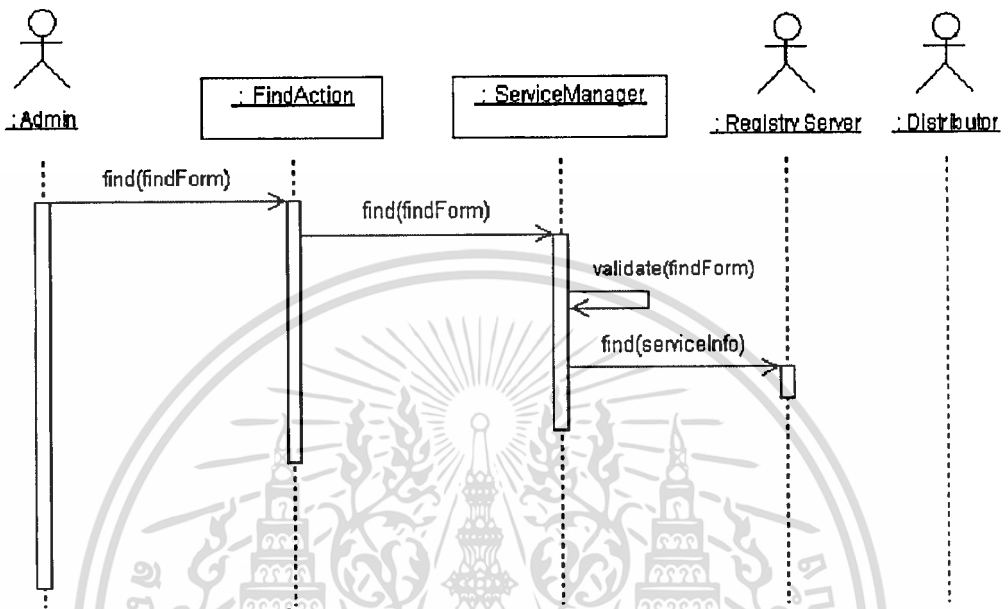 : Admin
: FindAction
: ServiceManager
: Registry Server
: Distributor
find(findForm)
find(findForm)
validate(findForm)
find(serviceInfo)